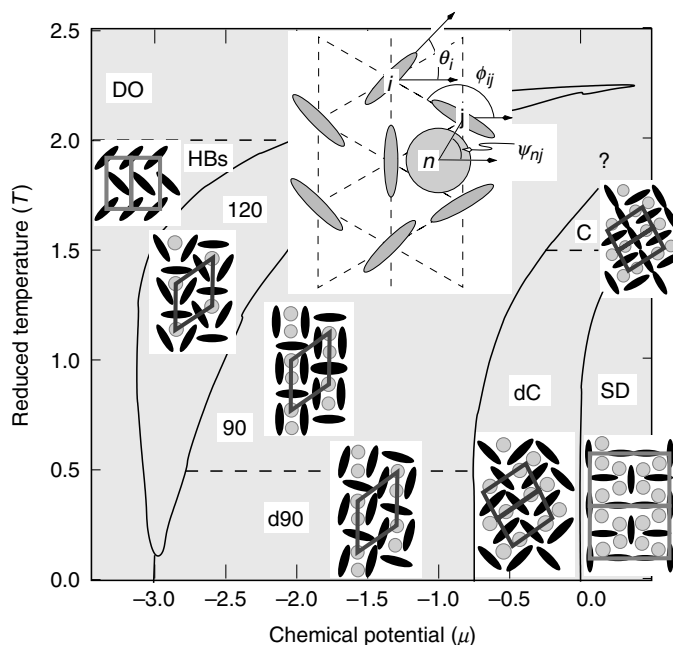 2.5
2.0
1.5
1.0
0.5
0.0
Reduced temperature (T)
DO
HBs
120
90
d90
dC
C
?
SD
i
θi
ϕij
j
n
ψnj
−3.0
−2.5
−2.0
−1.5
−1.0
−0.5
0.0
Chemical potential (μ)